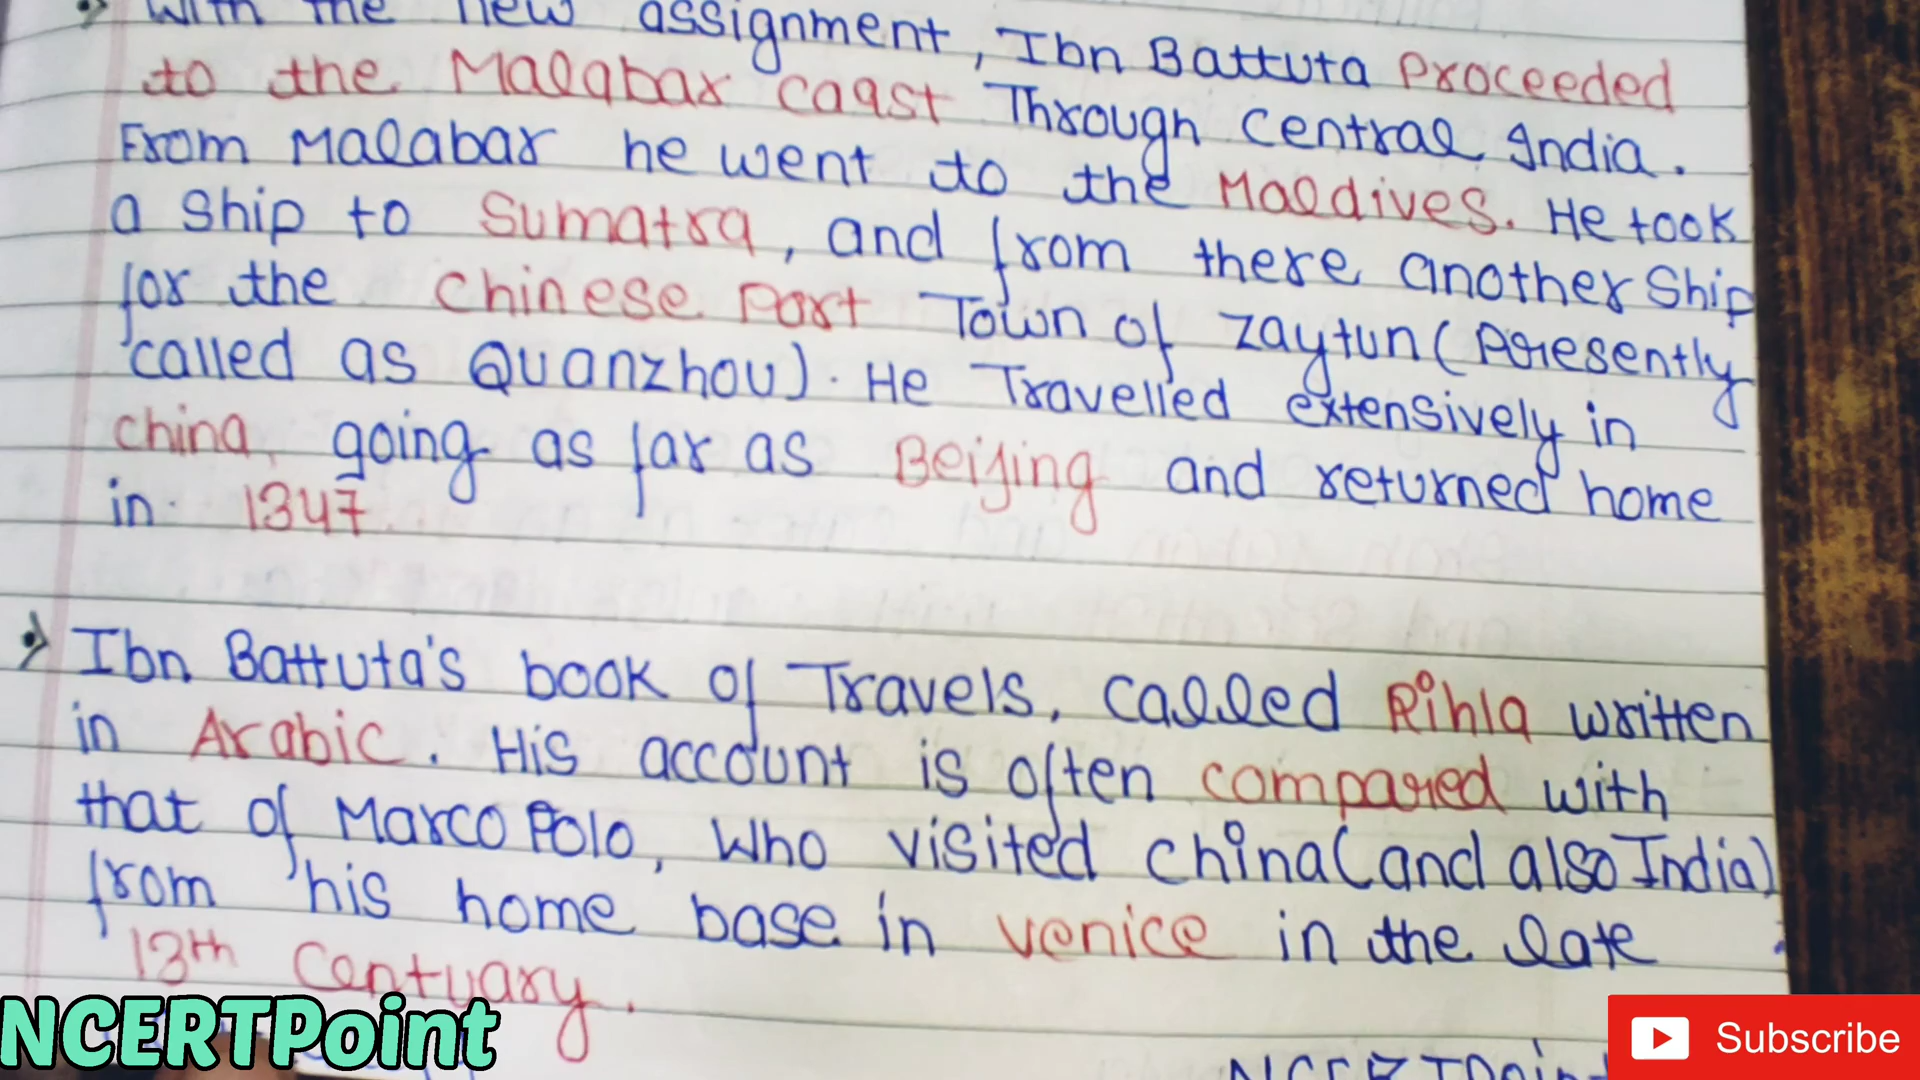 With the new assignment, Ibn Battuta Proceeded
to the Malabar caast Through Central India.
From Malabar he went to the Maldives. He took
a Ship to Sumatra, and from there another Ship
for the Chinese Port Town of Zaytun (Presently
called as Quanzhou). He Travelled extensively in
china, going as far as Beijing and returned home
in 1347
Ibn Battuta's book of Travels, called Rihla written
in Arabic. His account is often compared with
that of Marco Polo, Who visited China (and also India)
from his home base in venice in the late
13th Centuary.
NCERTPoint
Subscribe